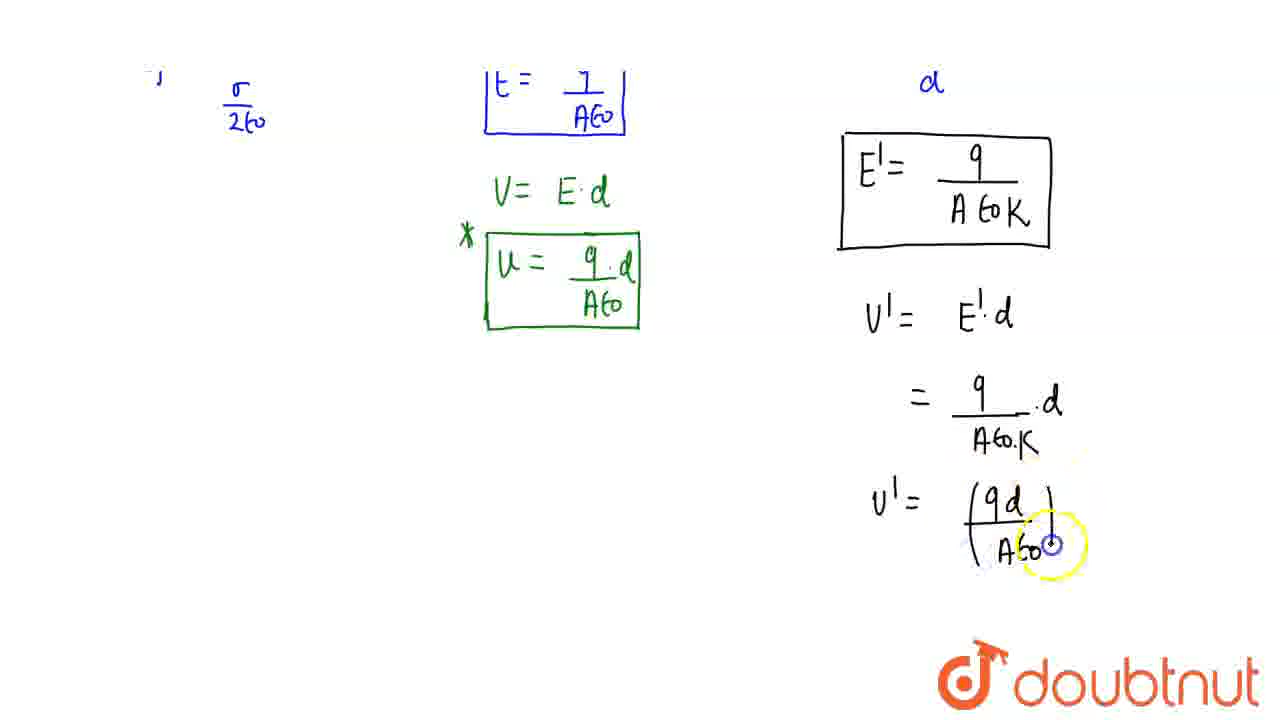 σ/2ε0
= /Aε0
V = E·d
* V = q/Aε0 · d
d
E' = q/Aε0K
V' = E'·d
= q/Aε0·K · d
V' = (qd/Aε0)
doubtnut